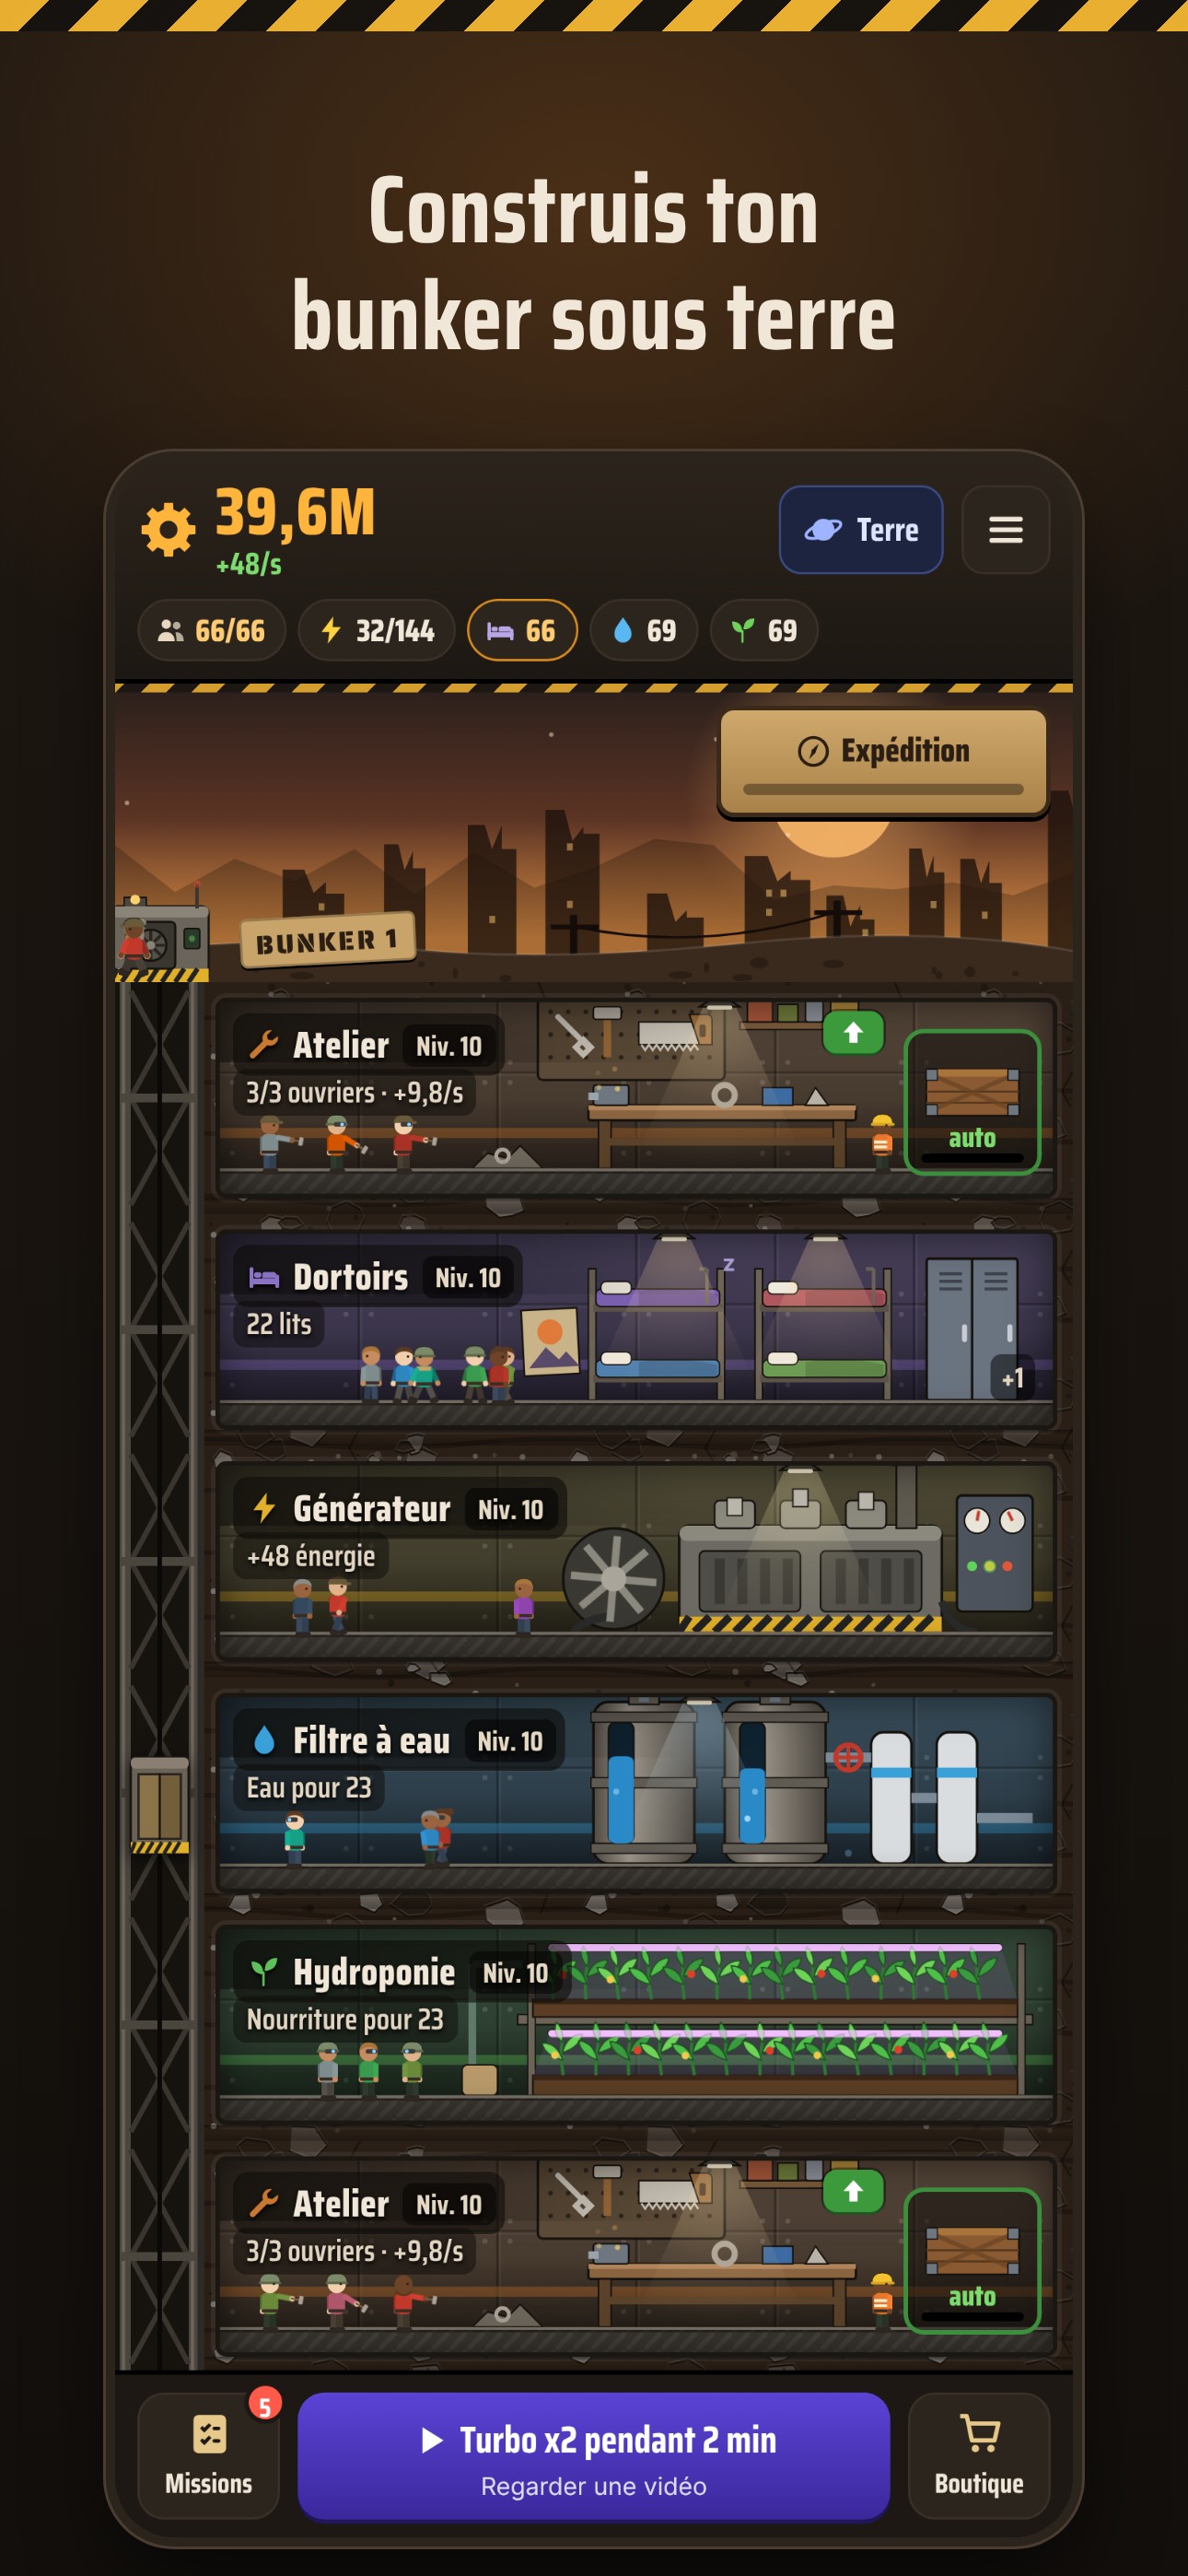 Construis ton
bunker sous terre
39,6M
+48/s
Terre
66/66
32/144
66
69
69
Expédition
BUNKER 1
Atelier Niv. 10
3/3 ouvriers · +9,8/s
auto
Dortoirs Niv. 10
22 lits
z
+1
Générateur Niv. 10
+48 énergie
Filtre à eau Niv. 10
Eau pour 23
Hydroponie Niv. 10
Nourriture pour 23
Atelier Niv. 10
3/3 ouvriers · +9,8/s
auto
5
Missions
Turbo x2 pendant 2 min
Regarder une vidéo
Boutique